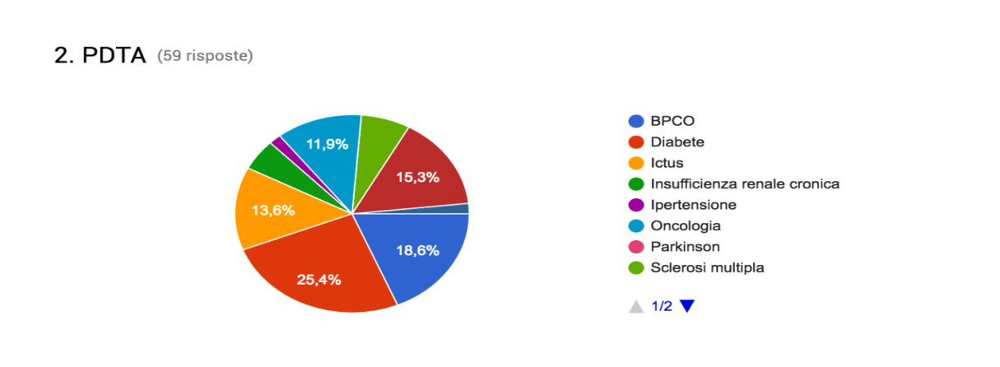 2. PDTA (59 risposte)
11,9%
15,3%
13,6%
18,6%
25,4%
BPCO
Diabete
Ictus
Insufficienza renale cronica
Ipertensione
Oncologia
Parkinson
Sclerosi multipla
1/2